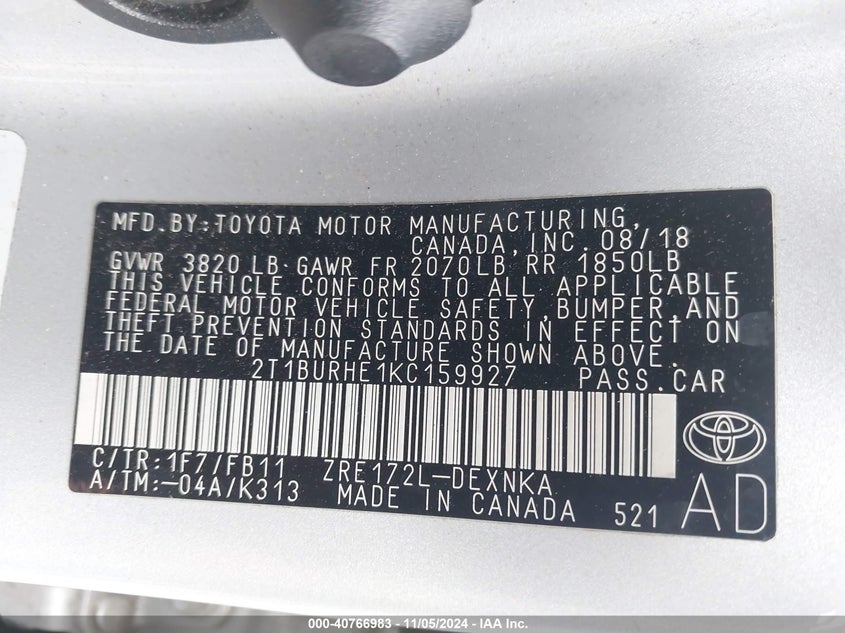 MFD.BY:TOYOTA MOTOR MANUFACTURING,
CANADA,INC. 08/18
GVWR 3820 LB GAWR FR 2070LB RR 1850LB
THIS VEHICLE CONFORMS TO ALL APPLICABLE
FEDERAL MOTOR VEHICLE SAFETY,BUMPER,AND
THEFT PREVENTION STANDARDS IN EFFECT ON
THE DATE OF MANUFACTURE SHOWN ABOVE.
2T1BURHE1KC159927 PASS.CAR
C/TR:1F7/FB11 ZRE172L-DEXNKA
A/TM:-04A/K313 MADE IN CANADA 521 AD
000-40766983 - 11/05/2024 - IAA Inc.